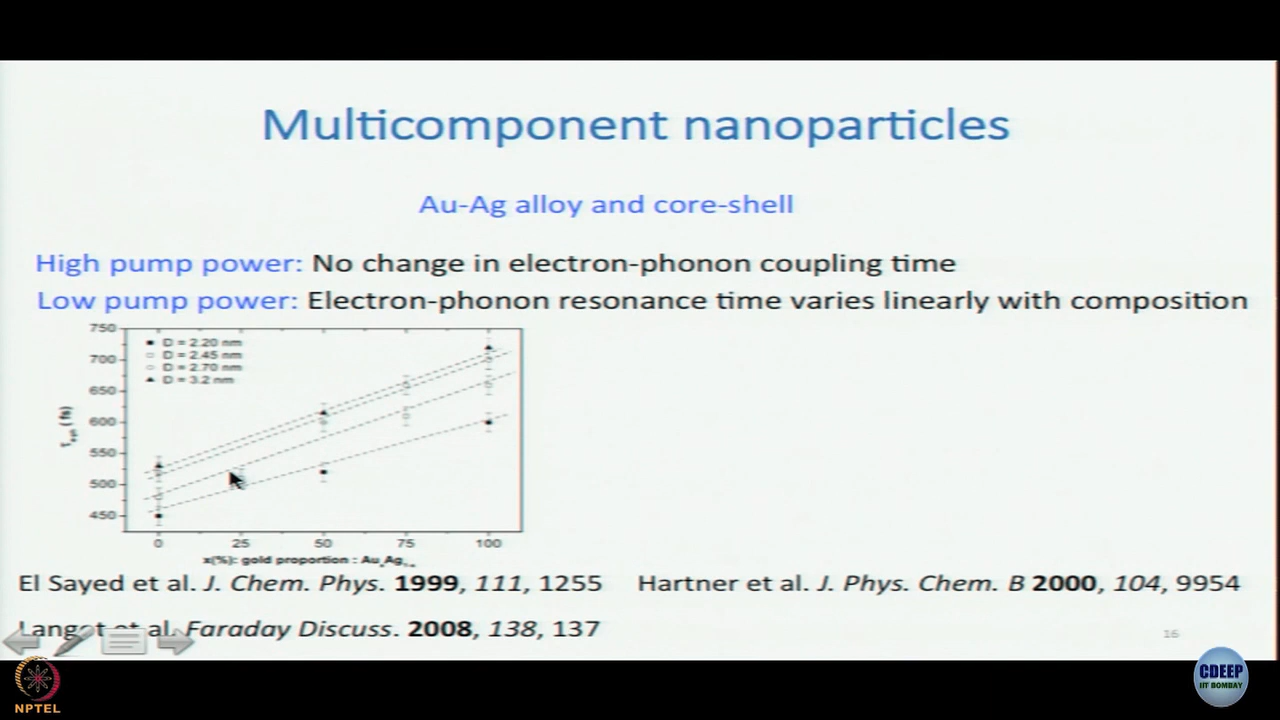 Multicomponent nanoparticles
Au-Ag alloy and core-shell
High pump power: No change in electron-phonon coupling time
Low pump power: Electron-phonon resonance time varies linearly with composition
750
700
650
600
550
500
450
D = 2.20 nm
D = 2.45 nm
D = 2.70 nm
D = 3.2 nm
(fs)
0 25 50 75 100
x(%): gold proportion :
El Sayed et al. J. Chem. Phys. 1999, 111, 1255
Hartner et al. J. Phys. Chem. B 2000, 104, 9954
et al. Faraday Discuss. 2008, 138, 137
16
NPTEL
CDEEP
IIT BOMBAY